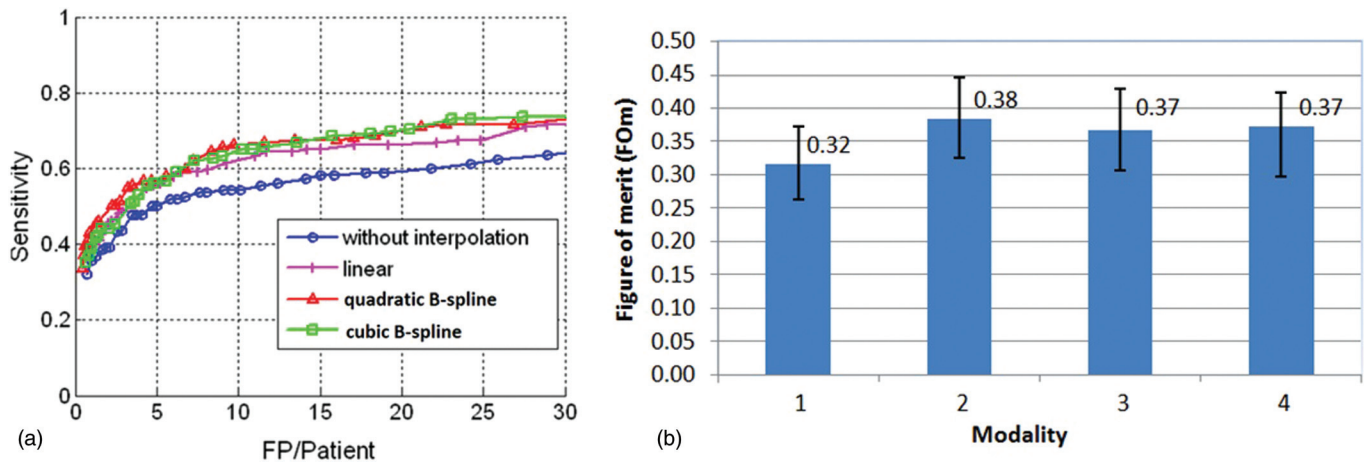 1
0.8
0.6
0.4
0.2
0
Sensitivity
0 5 10 15 20 25 30
FP/Patient
without interpolation
linear
quadratic B-spline
cubic B-spline
(a)
0.50
0.45
0.40
0.35
0.30
0.25
0.20
0.15
0.10
0.05
0.00
Figure of merit (FOm)
0.32
0.38
0.37
0.37
1 2 3 4
Modality
(b)